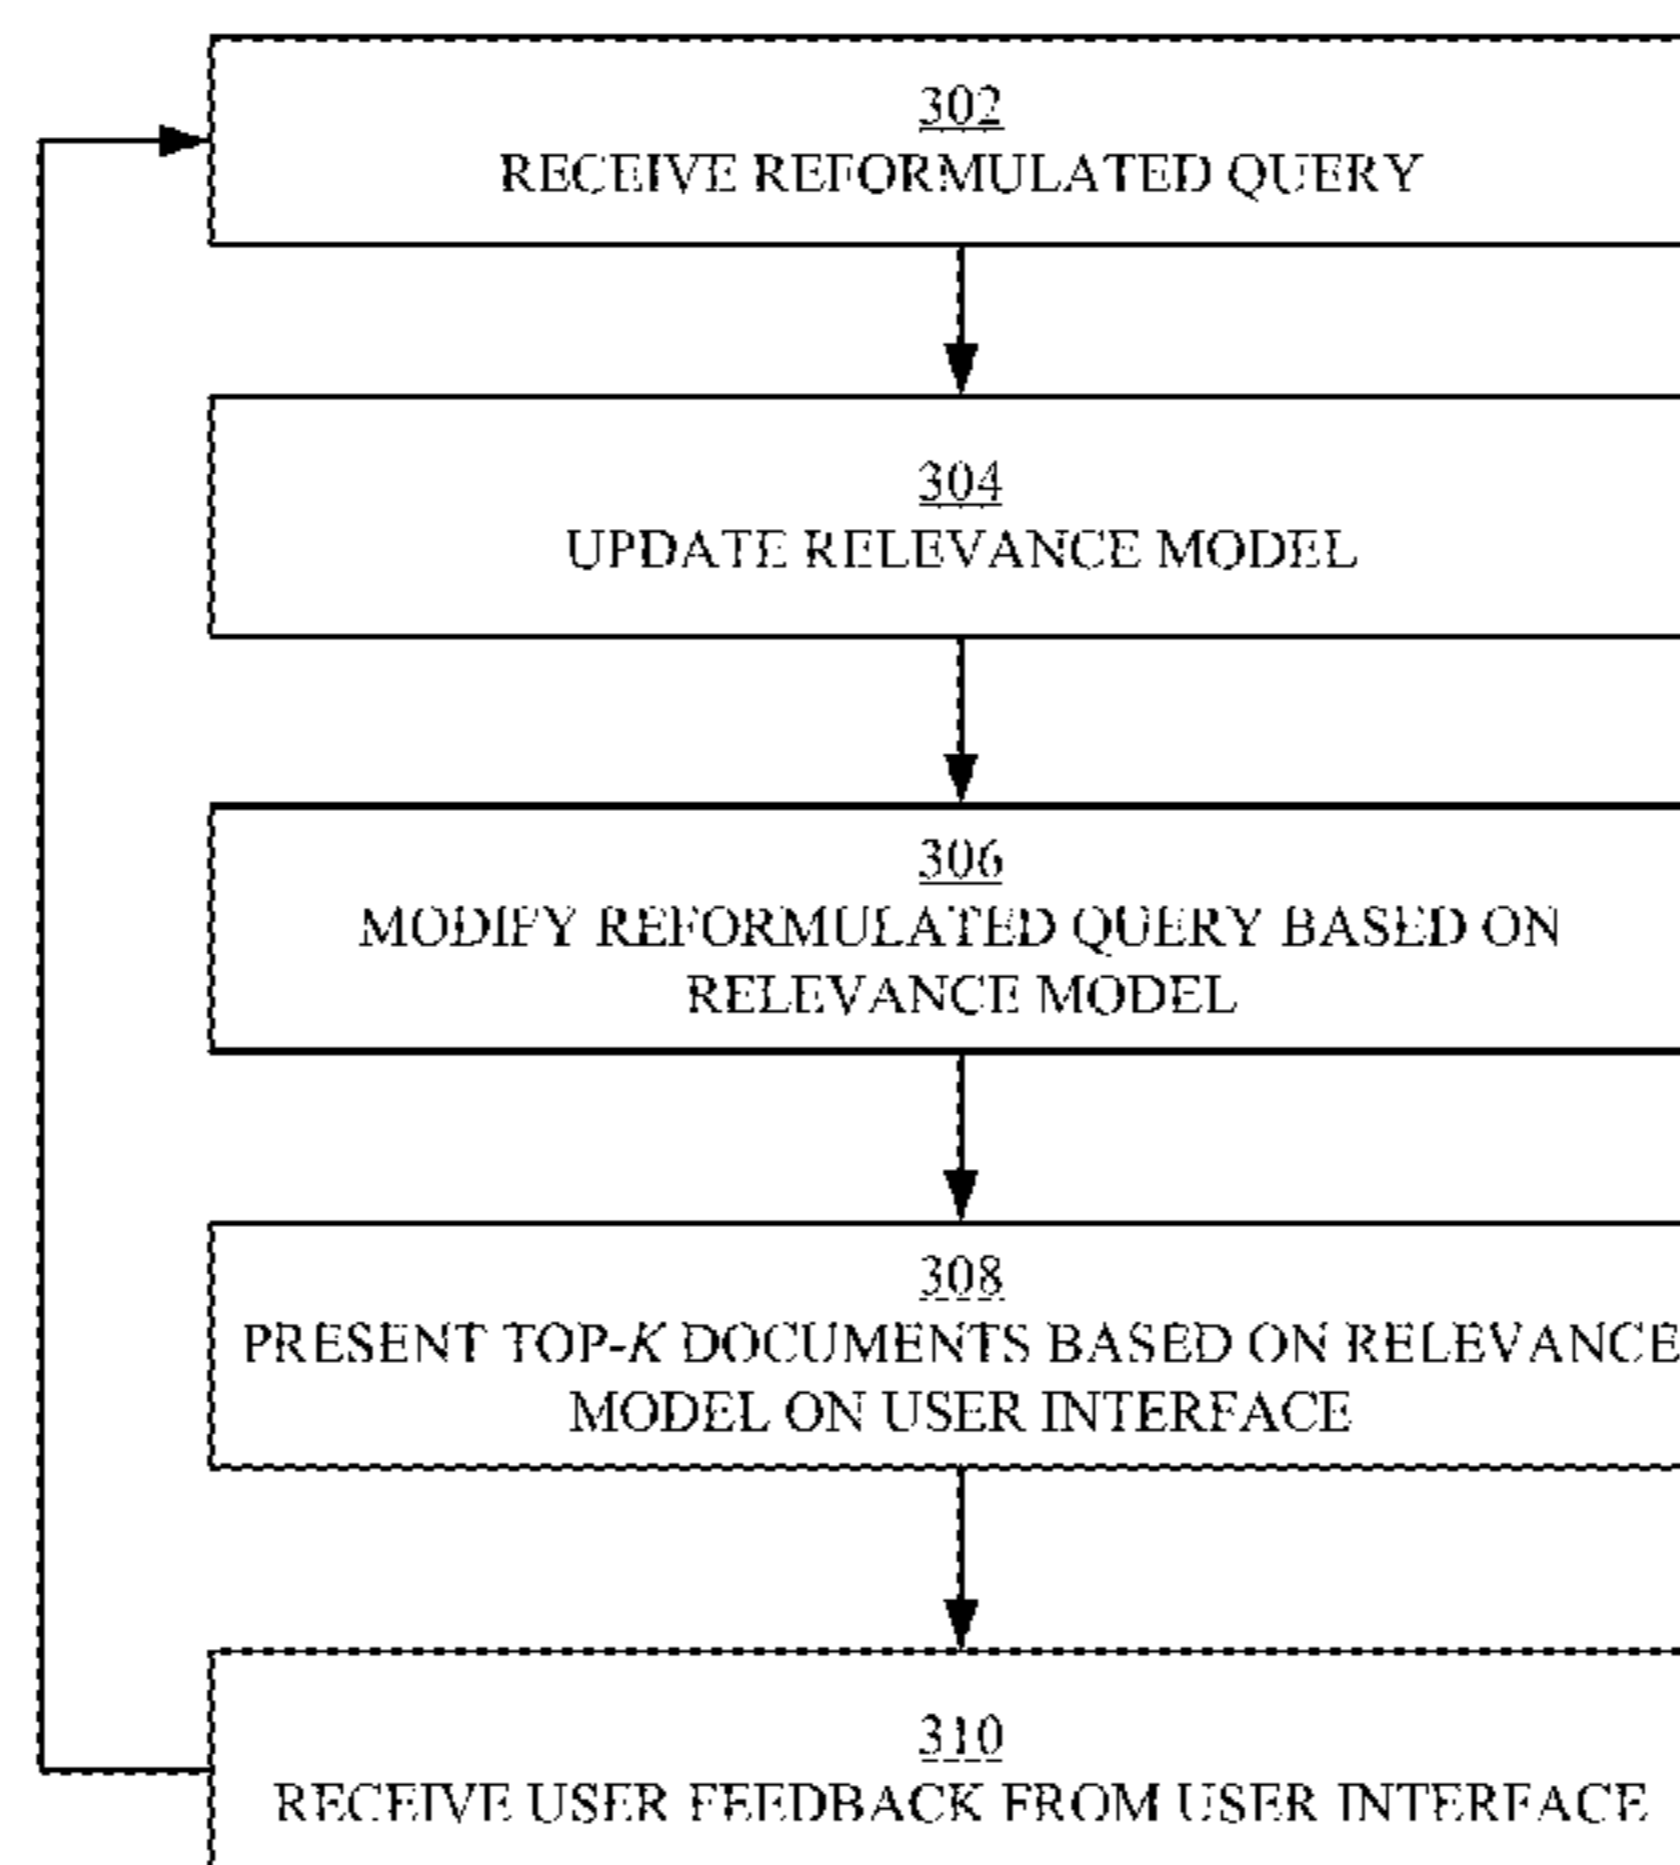 302
RECEIVE REFORMULATED QUERY
304
UPDATE RELEVANCE MODEL
306
MODIFY REFORMULATED QUERY BASED ON
RELEVANCE MODEL
308
PRESENT TOP-K DOCUMENTS BASED ON RELEVANCE
MODEL ON USER INTERFACE
310
RECEIVE USER FEEDBACK FROM USER INTERFACE